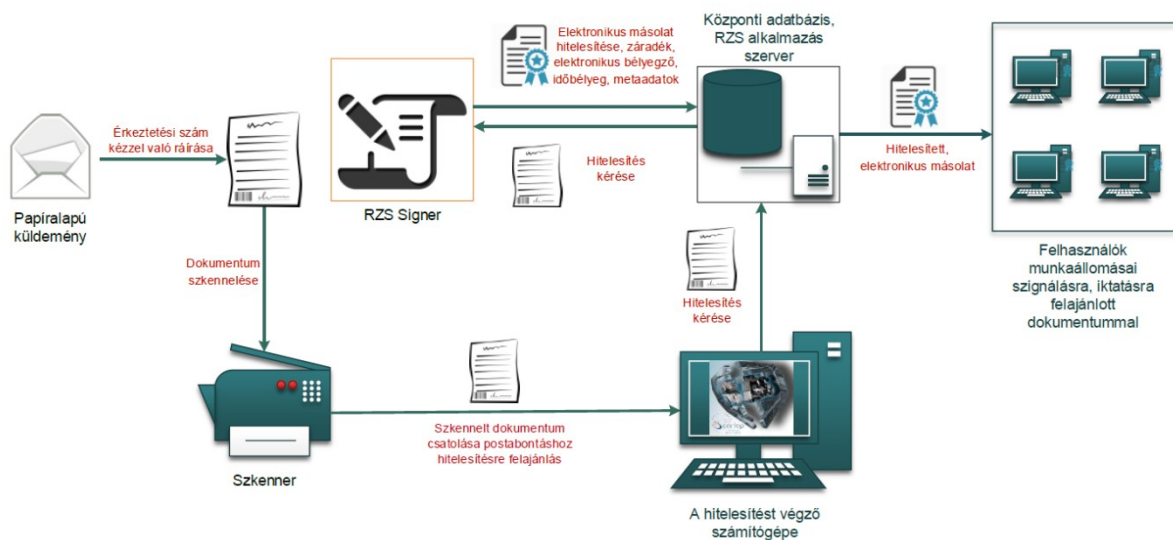 Elektronikus másolat
hitelesítése, záradék,
elektronikus bélyegző,
időbélyeg, metaadatok
Központi adatbázis,
RZS alkalmazás
szerver
Érkeztetési szám
kézzel való ráírása
Papíralapú
küldemény
RZS Signer
Hitelesítés
kérése
Hitelesített,
elektronikus másolat
Felhasználók
munkaállomásai
szignálásra, iktatásra
felajánlott
dokumentummal
Dokumentum
szkennelése
Hitelesítés
kérése
Szkennelt dokumentum
csatolása postabontáshoz
hitelesítésre felajánlás
Szkenner
A hitelesítést végző
számítógépe